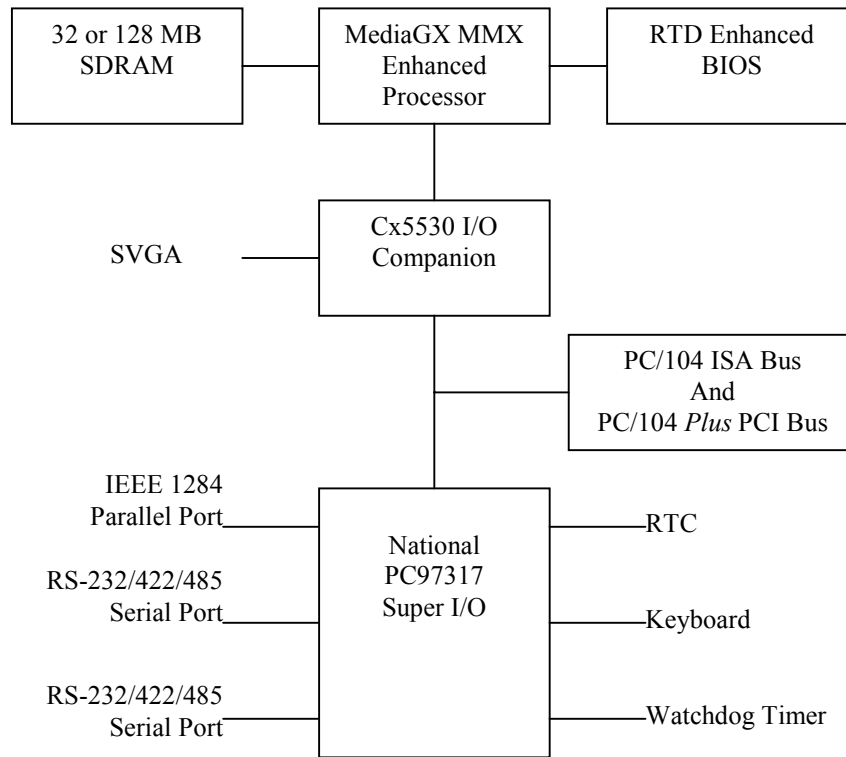 32 or 128 MB
SDRAM
MediaGX MMX
Enhanced
Processor
RTD Enhanced
BIOS
Cx5530 I/O
Companion
SVGA
PC/104 ISA Bus
And
PC/104 Plus PCI Bus
IEEE 1284
Parallel Port
RS-232/422/485
Serial Port
RS-232/422/485
Serial Port
National
PC97317
Super I/O
RTC
Keyboard
Watchdog Timer